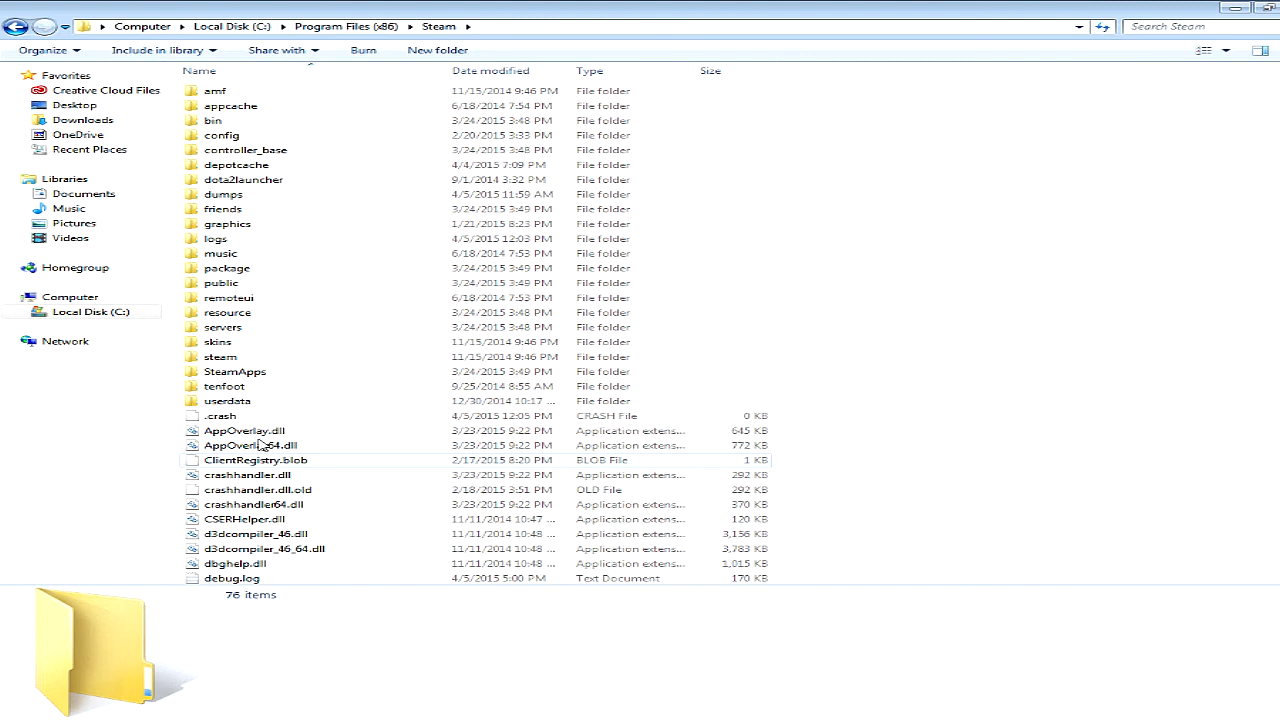 Computer Local Disk (C:) Program Files (x86) Steam Search Steam
Organize Include in library Share with Burn New folder
Name Date modified Type Size
Favorites
Creative Cloud Files
Desktop
Downloads
OneDrive
Recent Places
Libraries
Documents
Music
Pictures
Videos
Homegroup
Computer
Local Disk (C:)
Network
amf 11/15/2014 9:46 PM File folder
appcache 6/18/2014 7:54 PM File folder
bin 3/24/2015 3:48 PM File folder
config 2/20/2015 3:33 PM File folder
controller_base 3/24/2015 3:48 PM File folder
depotcache 4/4/2015 7:09 PM File folder
dota2launcher 9/1/2014 3:32 PM File folder
dumps 4/5/2015 11:59 AM File folder
friends 3/24/2015 3:49 PM File folder
graphics 1/21/2015 8:23 PM File folder
logs 4/5/2015 12:03 PM File folder
music 6/18/2014 7:53 PM File folder
package 3/24/2015 3:49 PM File folder
public 3/24/2015 3:49 PM File folder
remoteui 6/18/2014 7:53 PM File folder
resource 3/24/2015 3:48 PM File folder
servers 3/24/2015 3:48 PM File folder
skins 11/15/2014 9:46 PM File folder
steam 11/15/2014 9:46 PM File folder
SteamApps 3/24/2015 3:49 PM File folder
tenfoot 9/25/2014 8:55 AM File folder
userdata 12/30/2014 10:17 ... File folder
.crash 4/5/2015 12:05 PM CRASH File 0 KB
AppOverlay.dll 3/23/2015 9:22 PM Application extens... 645 KB
AppOverlay64.dll 3/23/2015 9:22 PM Application extens... 772 KB
ClientRegistry.blob 2/17/2015 8:20 PM BLOB File 1 KB
crashhandler.dll 3/23/2015 9:22 PM Application extens... 292 KB
crashhandler.dll.old 2/18/2015 3:51 PM OLD File 292 KB
crashhandler64.dll 3/23/2015 9:22 PM Application extens... 370 KB
CSERHelper.dll 11/11/2014 10:47 ... Application extens... 120 KB
d3dcompiler_46.dll 11/11/2014 10:48 ... Application extens... 3,156 KB
d3dcompiler_46_64.dll 11/11/2014 10:48 ... Application extens... 3,783 KB
dbghelp.dll 11/11/2014 10:48 ... Application extens... 1,015 KB
debug.log 4/5/2015 5:00 PM Text Document 170 KB
76 items